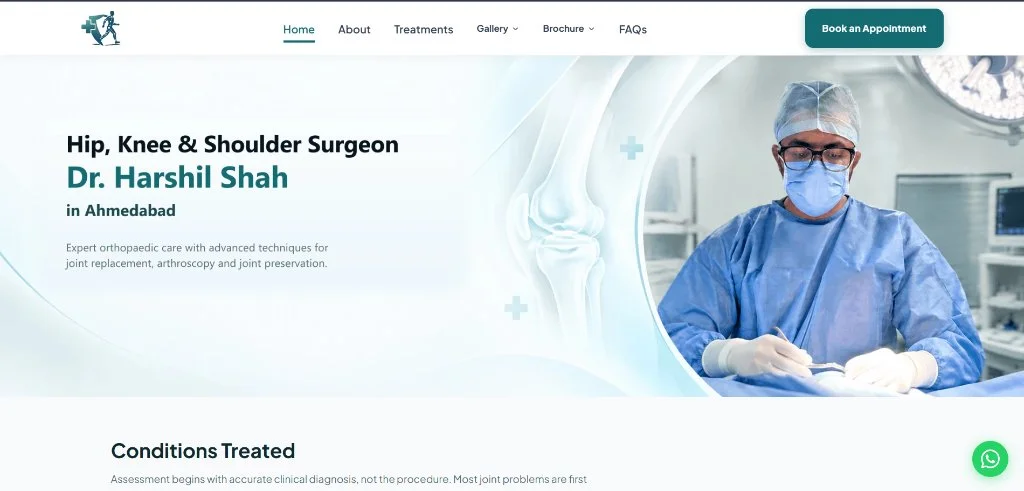 Home
About
Treatments
Gallery
Brochure
FAQs
Book an Appointment
Hip, Knee & Shoulder Surgeon
Dr. Harshil Shah
in Ahmedabad
Expert orthopaedic care with advanced techniques for
joint replacement, arthroscopy and joint preservation.
Conditions Treated
Assessment begins with accurate clinical diagnosis, not the procedure. Most joint problems are first